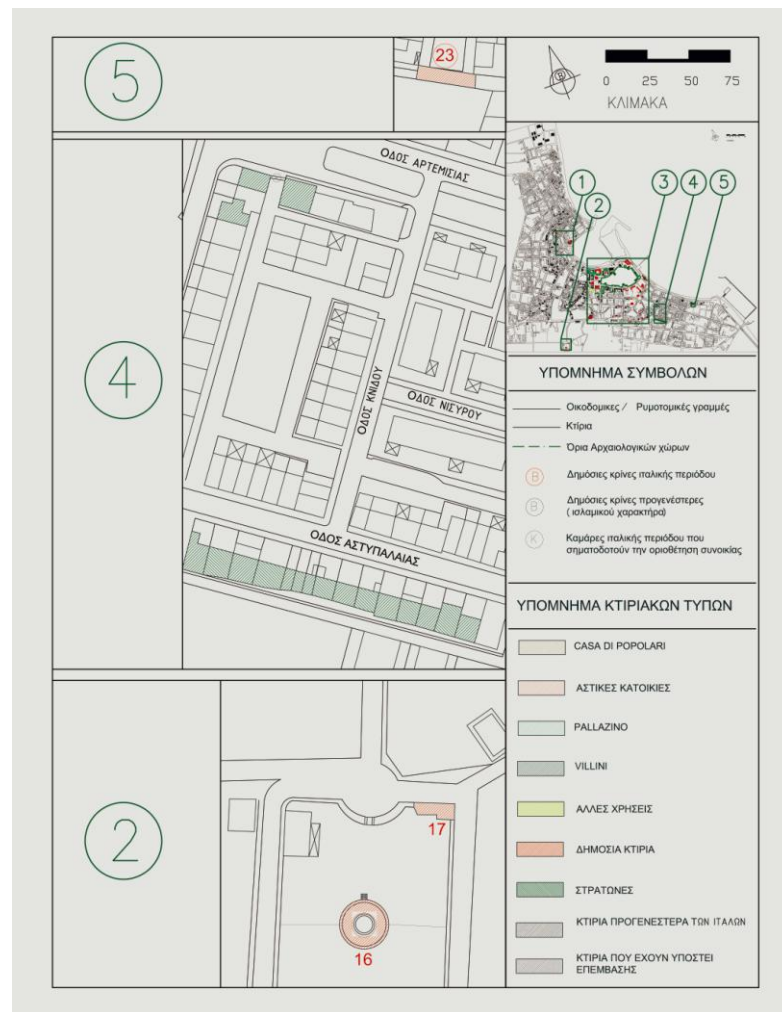 5
23
Β
0 25 50 75
ΚΛΙΜΑΚΑ
4
ΟΔΟΣ ΑΡΤΕΜΙΣΙΑΣ
ΟΔΟΣ ΚΝΙΔΟΥ
ΟΔΟΣ ΝΙΣΥΡΟΥ
ΟΔΟΣ ΑΣΤΥΠΑΛΑΙΑΣ
1
2
3
4
5
ΥΠΟΜΝΗΜΑ ΣΥΜΒΟΛΩΝ
Οικοδομικες / Ρυμοτομικές γραμμές
Κτίρια
Όρια Αρχαιολογικών χώρων
Β Δημόσιες κρίνες ιταλικής περιόδου
Β Δημόσιες κρίνες προγενέστερες
( ισλαμικού χαρακτήρα)
Κ Καμάρες ιταλικής περιόδου που
σηματοδοτούν την οριοθέτηση συνοικίας
ΥΠΟΜΝΗΜΑ ΚΤΙΡΙΑΚΩΝ ΤΥΠΩΝ
CASA DI POPOLARI
ΑΣΤΙΚΕΣ ΚΑΤΟΙΚΙΕΣ
PALLAZINO
VILLINI
ΑΛΛΕΣ ΧΡΗΣΕΙΣ
ΔΗΜΟΣΙΑ ΚΤΙΡΙΑ
ΣΤΡΑΤΩΝΕΣ
ΚΤΙΡΙΑ ΠΡΟΓΕΝΕΣΤΕΡΑ ΤΩΝ ΙΤΑΛΩΝ
ΚΤΙΡΙΑ ΠΟΥ ΕΧΟΥΝ ΥΠΟΣΤΕΙ
ΕΠΕΜΒΑΣΗΣ
2
17
16